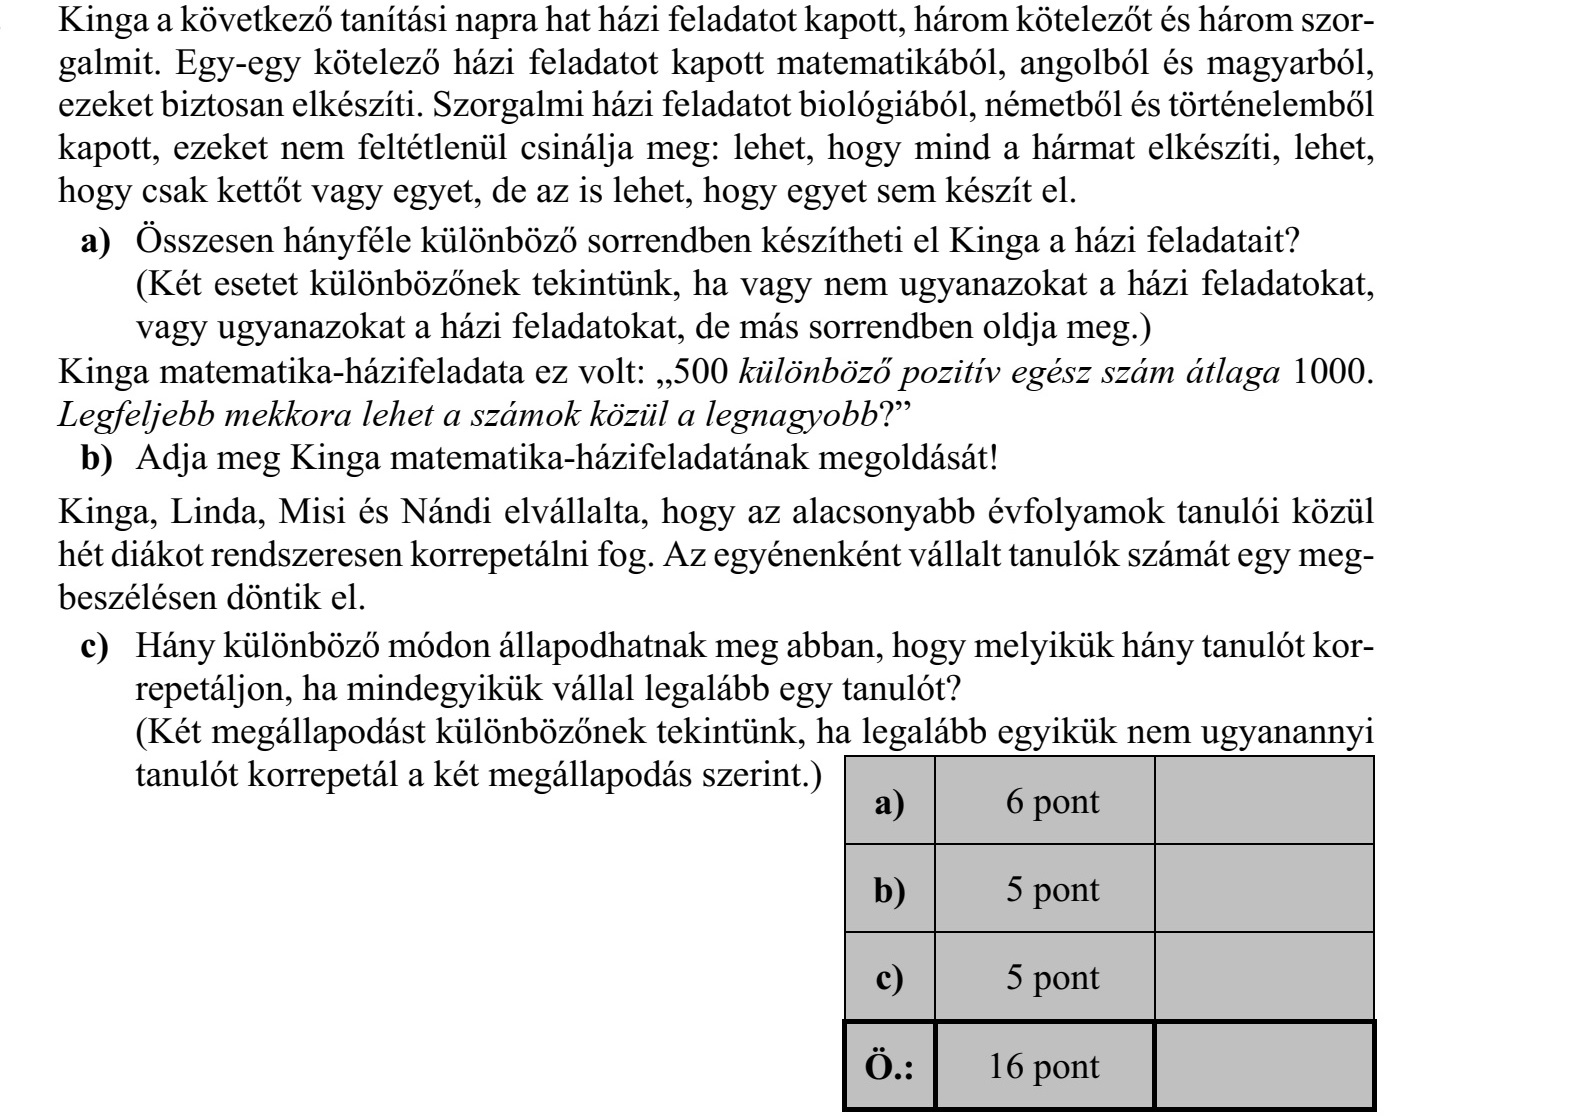 Kinga a következő tanítási napra hat házi feladatot kapott, három kötelezőt és három szor-
galmit. Egy-egy kötelező házi feladatot kapott matematikából, angolból és magyarból,
ezeket biztosan elkészíti. Szorgalmi házi feladatot biológiából, németből és történelemből
kapott, ezeket nem feltétlenül csinálja meg: lehet, hogy mind a hármat elkészíti, lehet,
hogy csak kettőt vagy egyet, de az is lehet, hogy egyet sem készít el.
a) Összesen hányféle különböző sorrendben készítheti el Kinga a házi feladatait?
(Két esetet különbözőnek tekintünk, ha vagy nem ugyanazokat a házi feladatokat,
vagy ugyanazokat a házi feladatokat, de más sorrendben oldja meg.)
Kinga matematika-házifeladata ez volt: „500 különböző pozitív egész szám átlaga 1000.
Legfeljebb mekkora lehet a számok közül a legnagyobb?”
b) Adja meg Kinga matematika-házifeladatának megoldását!
Kinga, Linda, Misi és Nándi elvállalta, hogy az alacsonyabb évfolyamok tanulói közül
hét diákot rendszeresen korrepetálni fog. Az egyénenként vállalt tanulók számát egy meg-
beszélésen döntik el.
c) Hány különböző módon állapodhatnak meg abban, hogy melyikük hány tanulót kor-
repetáljon, ha mindegyikük vállal legalább egy tanulót?
(Két megállapodást különbözőnek tekintünk, ha legalább egyikük nem ugyanannyi
tanulót korrepetál a két megállapodás szerint.)
a) 6 pont
b) 5 pont
c) 5 pont
Ö.: 16 pont